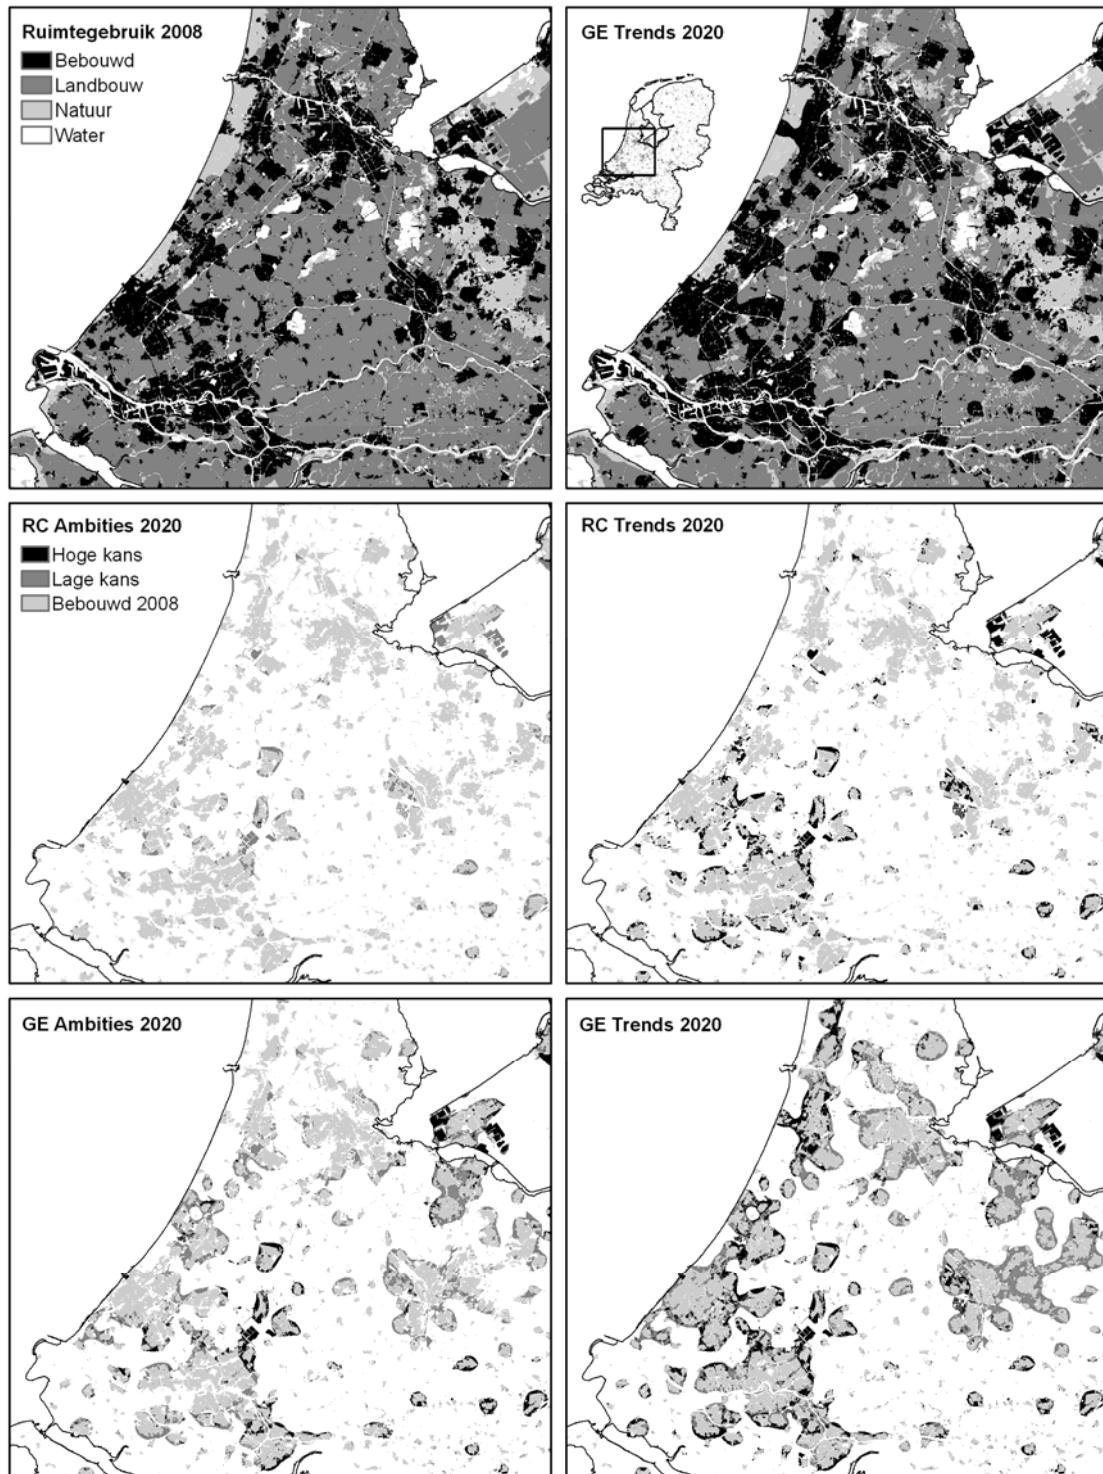 Ruimtegebruik 2008
Bebouwd
Landbouw
Natuur
Water
GE Trends 2020
RC Ambities 2020
Hoge kans
Lage kans
Bebouwd 2008
RC Trends 2020
GE Ambities 2020
GE Trends 2020